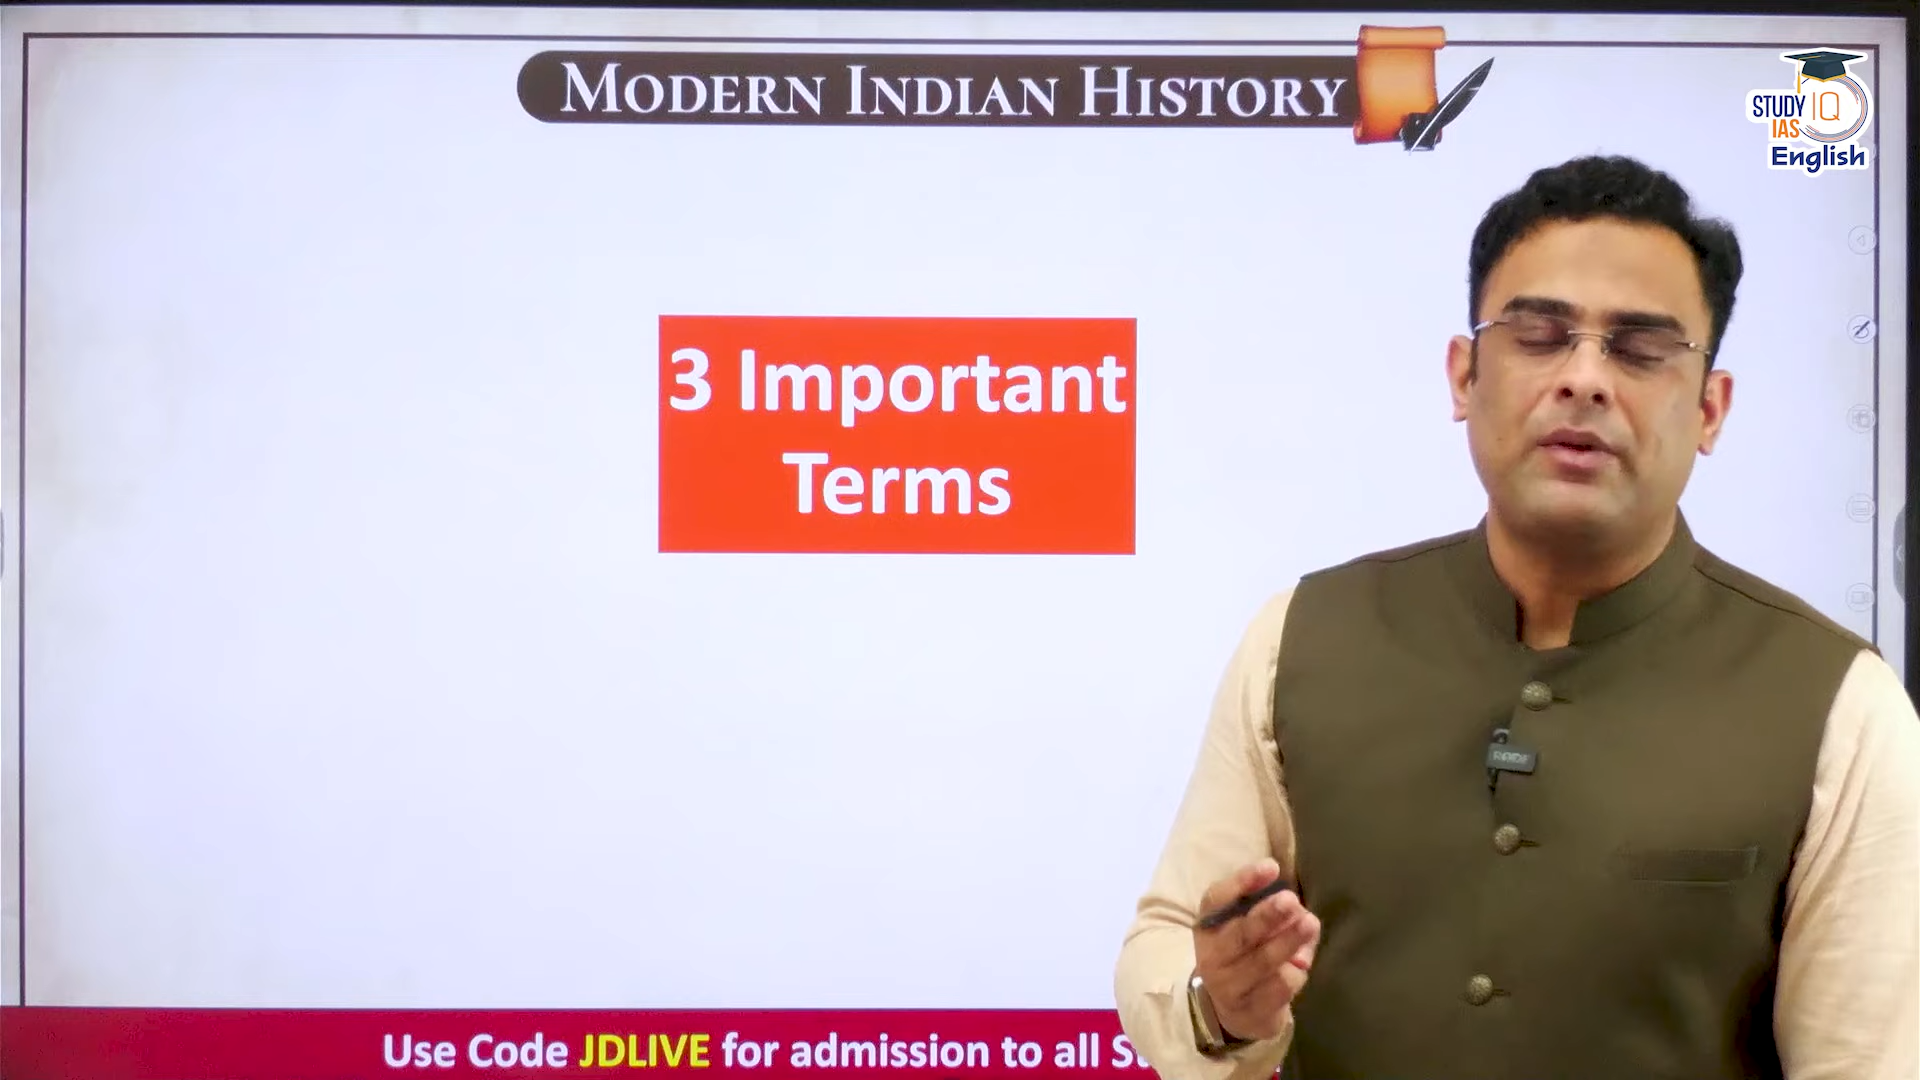 MODERN INDIAN HISTORY
STUDY IQ
IAS
English
3 Important
Terms
Use Code JDLIVE for admission to all